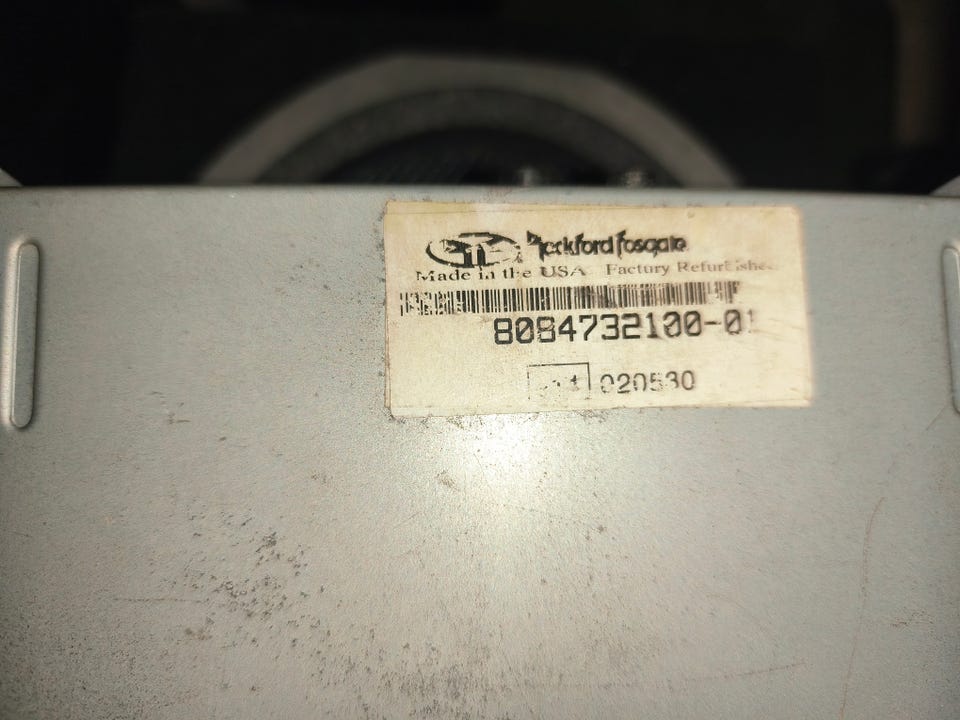 Rockford Fosgate
Made in the USA Factory Refurbished
8084732100-01
020530